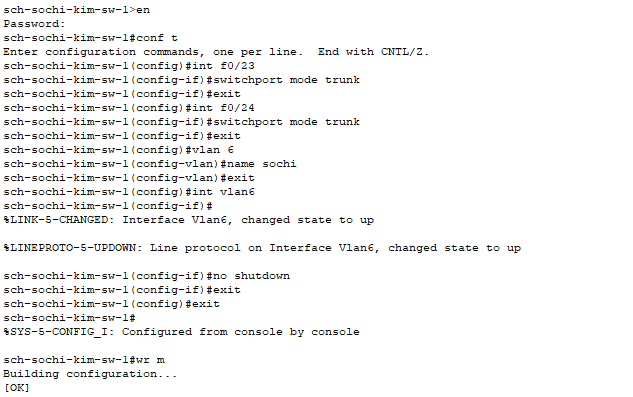 sch-sochi-kim-sw-1>en
Password:
sch-sochi-kim-sw-1#conf t
Enter configuration commands, one per line.  End with CNTL/Z.
sch-sochi-kim-sw-1(config)#int f0/23
sch-sochi-kim-sw-1(config-if)#switchport mode trunk
sch-sochi-kim-sw-1(config-if)#exit
sch-sochi-kim-sw-1(config)#int f0/24
sch-sochi-kim-sw-1(config-if)#switchport mode trunk
sch-sochi-kim-sw-1(config-if)#exit
sch-sochi-kim-sw-1(config)#vlan 6
sch-sochi-kim-sw-1(config-vlan)#name sochi
sch-sochi-kim-sw-1(config-vlan)#exit
sch-sochi-kim-sw-1(config)#int vlan6
sch-sochi-kim-sw-1(config-if)#
%LINK-5-CHANGED: Interface Vlan6, changed state to up
%LINEPROTO-5-UPDOWN: Line protocol on Interface Vlan6, changed state to up
sch-sochi-kim-sw-1(config-if)#no shutdown
sch-sochi-kim-sw-1(config-if)#exit
sch-sochi-kim-sw-1(config)#exit
sch-sochi-kim-sw-1#
%SYS-5-CONFIG_I: Configured from console by console
sch-sochi-kim-sw-1#wr m
Building configuration...
[OK]